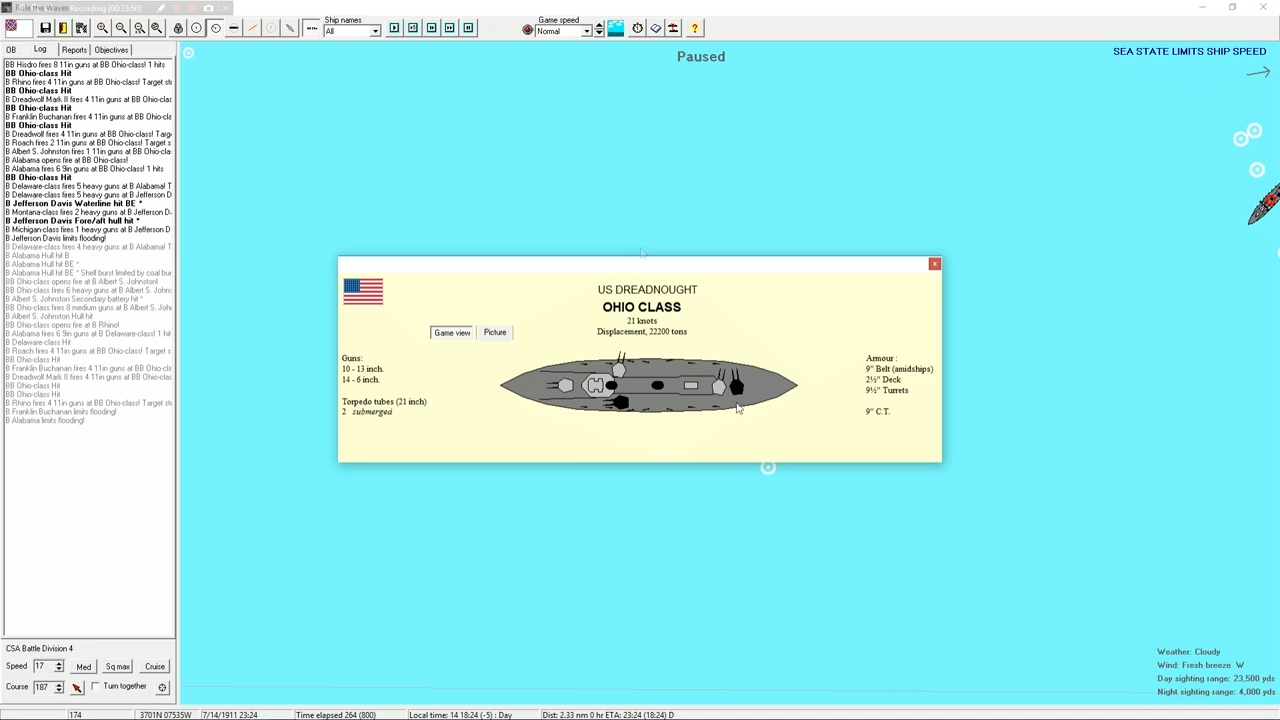 Rule the Waves
Recording [00:23:50]
Ship names
All
Game speed
Normal
OB Log Reports Objectives
BB Hisdro fires 8 11in guns at BB Ohio-class! 1 hits
BB Ohio-class Hit
B Rhino fires 4 11in guns at BB Ohio-class! Target str
BB Ohio-class Hit
B Dreadwolf Mark II fires 4 11in guns at BB Ohio-clas
BB Ohio-class Hit
B Franklin Buchanan fires 4 11in guns at BB Ohio-cla
BB Ohio-class Hit
B Dreadwolf fires 4 11in guns at BB Ohio-class! Targ
B Roach fires 2 11in guns at BB Ohio-class! Target s
B Albert S. Johnston fires 1 11in guns at BB Ohio-clas
B Alabama opens fire at BB Ohio-class!
B Alabama fires 6 9in guns at BB Ohio-class! 1 hits
BB Ohio-class Hit
B Delaware-class fires 5 heavy guns at B Alabama! T
B Delaware-class fires 5 heavy guns at B Jefferson D
B Jefferson Davis Waterline hit BE *
B Montana-class fires 2 heavy guns at B Jefferson D
B Jefferson Davis Fore/aft hull hit *
B Michigan-class fires 1 heavy guns at B Jefferson D
B Jefferson Davis limits flooding!
B Delaware-class fires 4 heavy guns at B Alabama! T
B Alabama Hull hit B
B Alabama Hull hit BE *
B Alabama Hull hit BE * Shell burst limited by coal bun
BB Ohio-class opens fire at B Albert S. Johnston!
BB Ohio-class fires 6 heavy guns at B Albert S. Johns
B Albert S. Johnston Seconday battery hit *
BB Ohio-class fires 8 medium guns at B Albert S. Joh
B Albert S. Johnston Hull hit
BB Ohio-class opens fire at B Rhino!
B Alabama fires 6 9in guns at B Delaware-class! 1 hit
B Delaware-class Hit
B Roach fires 4 11in guns at BB Ohio-class! Target s
BB Ohio-class Hit
B Franklin Buchanan fires 4 11in guns at BB Ohio-cla
B Dreadwolf Mark II fires 4 11in guns at BB Ohio-clas
BB Ohio-class Hit
BB Ohio-class Hit
B Rhino fires 4 11in guns at BB Ohio-class! Target str
B Franklin Buchanan limits flooding!
B Alabama limits flooding!
CSA Battle Division 4
Speed 17 Med Sq max Cruise
Course 187 Turn together
Paused
SEA STATE LIMITS SHIP SPEED
US DREADNOUGHT
OHIO CLASS
21 knots
Displacement, 22200 tons
Game view Picture
Guns:
10 - 13 inch.
14 - 6 inch.
Torpedo tubes (21 inch)
2 submerged
Armour :
9" Belt (amidships)
2½" Deck
9½" Turrets
9" C.T.
Weather: Cloudy
Wind: Fresh breeze W
Day sighting range: 23,500 yds
Night sighting range: 4,000 yds
174 3701N 07535W 7/14/1911 23:24 Time elapsed 264 (800) Local time: 14 18:24 (-5) : Day Dist: 2.33 nm 0 hr ETA: 23:24 (18:24) D